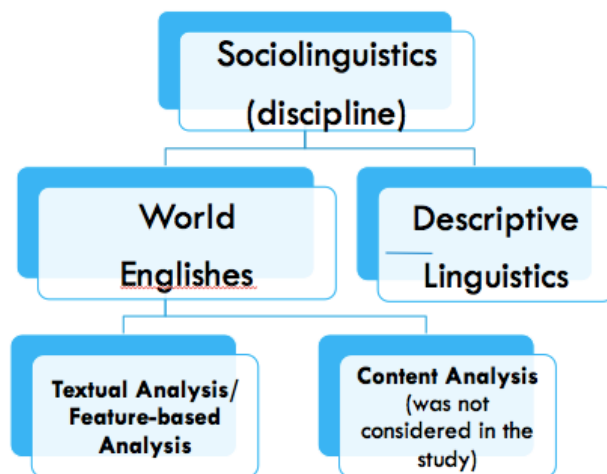 Sociolinguistics
(discipline)
World
Englishes
Descriptive
Linguistics
Textual Analysis/
Feature-based
Analysis
Content Analysis
(was not
considered in the
study)